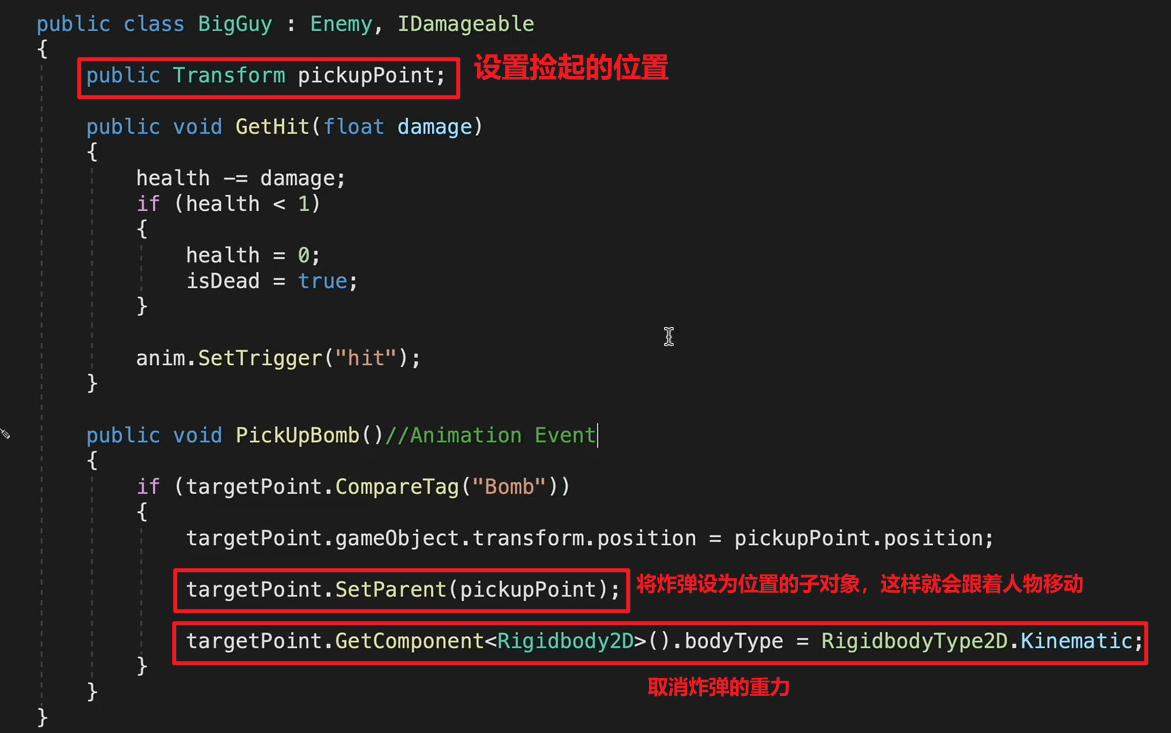 public class BigGuy : Enemy, IDamageable
{
public Transform pickupPoint; 设置捡起的位置
public void GetHit(float damage)
{
health -= damage;
if (health < 1)
{
health = 0;
isDead = true;
}
anim.SetTrigger("hit");
}
public void PickUpBomb()//Animation Event
{
if (targetPoint.CompareTag("Bomb"))
{
targetPoint.gameObject.transform.position = pickupPoint.position;
targetPoint.SetParent(pickupPoint); 将炸弹设为位置的子对象，这样就会跟着人物移动
targetPoint.GetComponent<Rigidbody2D>().bodyType = RigidbodyType2D.Kinematic;
}
取消炸弹的重力
}
}